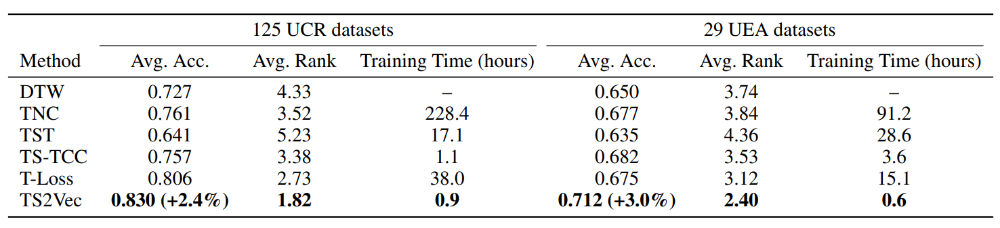 125 UCR datasets 29 UEA datasets
Method Avg. Acc. Avg. Rank Training Time (hours) Avg. Acc. Avg. Rank Training Time (hours)
DTW 0.727 4.33 – 0.650 3.74 –
TNC 0.761 3.52 228.4 0.677 3.84 91.2
TST 0.641 5.23 17.1 0.635 4.36 28.6
TS-TCC 0.757 3.38 1.1 0.682 3.53 3.6
T-Loss 0.806 2.73 38.0 0.675 3.12 15.1
TS2Vec 0.830 (+2.4%) 1.82 0.9 0.712 (+3.0%) 2.40 0.6